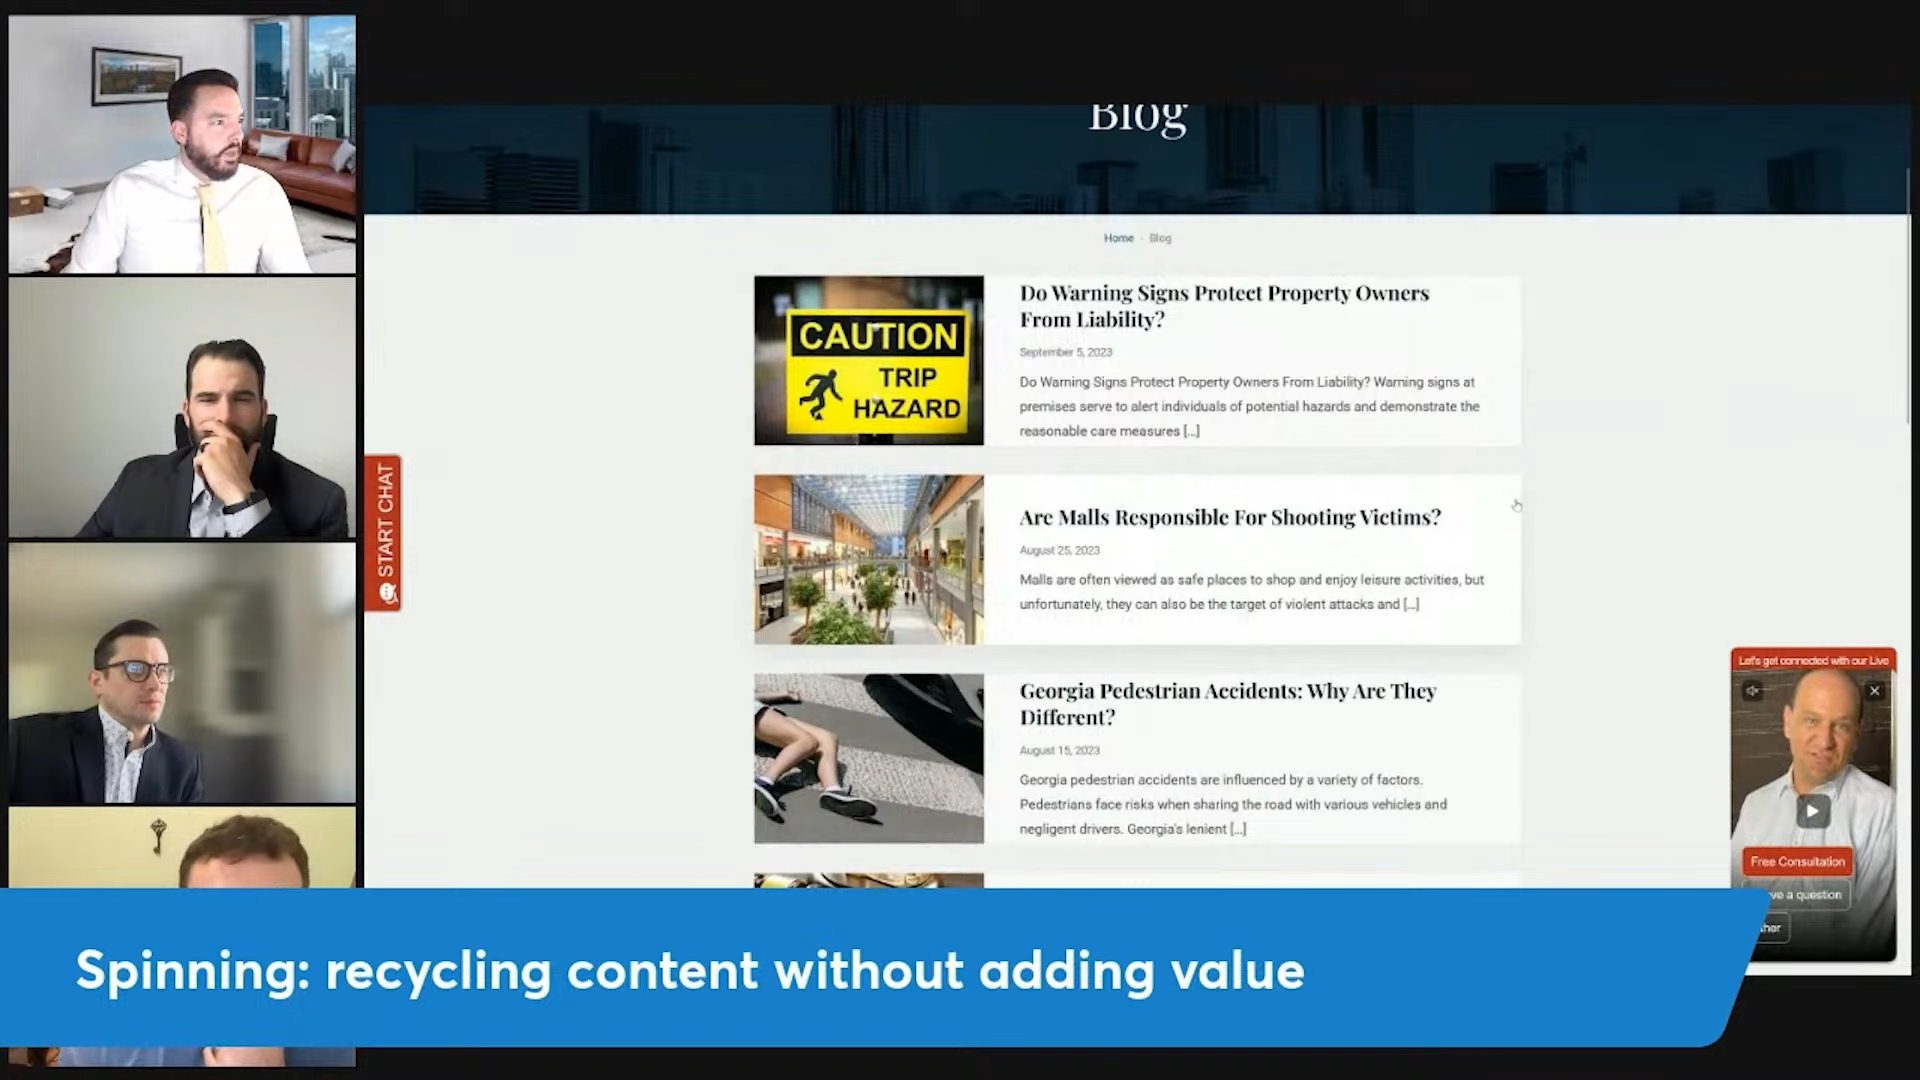 Blog
Home · Blog
CAUTION
TRIP
HAZARD
Do Warning Signs Protect Property Owners
From Liability?
September 5, 2023
Do Warning Signs Protect Property Owners From Liability? Warning signs at
premises serve to alert individuals of potential hazards and demonstrate the
reasonable care measures [...]
START CHAT
Are Malls Responsible For Shooting Victims?
August 25, 2023
Malls are often viewed as safe places to shop and enjoy leisure activities, but
unfortunately, they can also be the target of violent attacks and [...]
Georgia Pedestrian Accidents: Why Are They
Different?
August 15, 2023
Georgia pedestrian accidents are influenced by a variety of factors.
Pedestrians face risks when sharing the road with various vehicles and
negligent drivers. Georgia's lenient [...]
Let's get connected with our Live
Free Consultation
a question
Spinning: recycling content without adding value